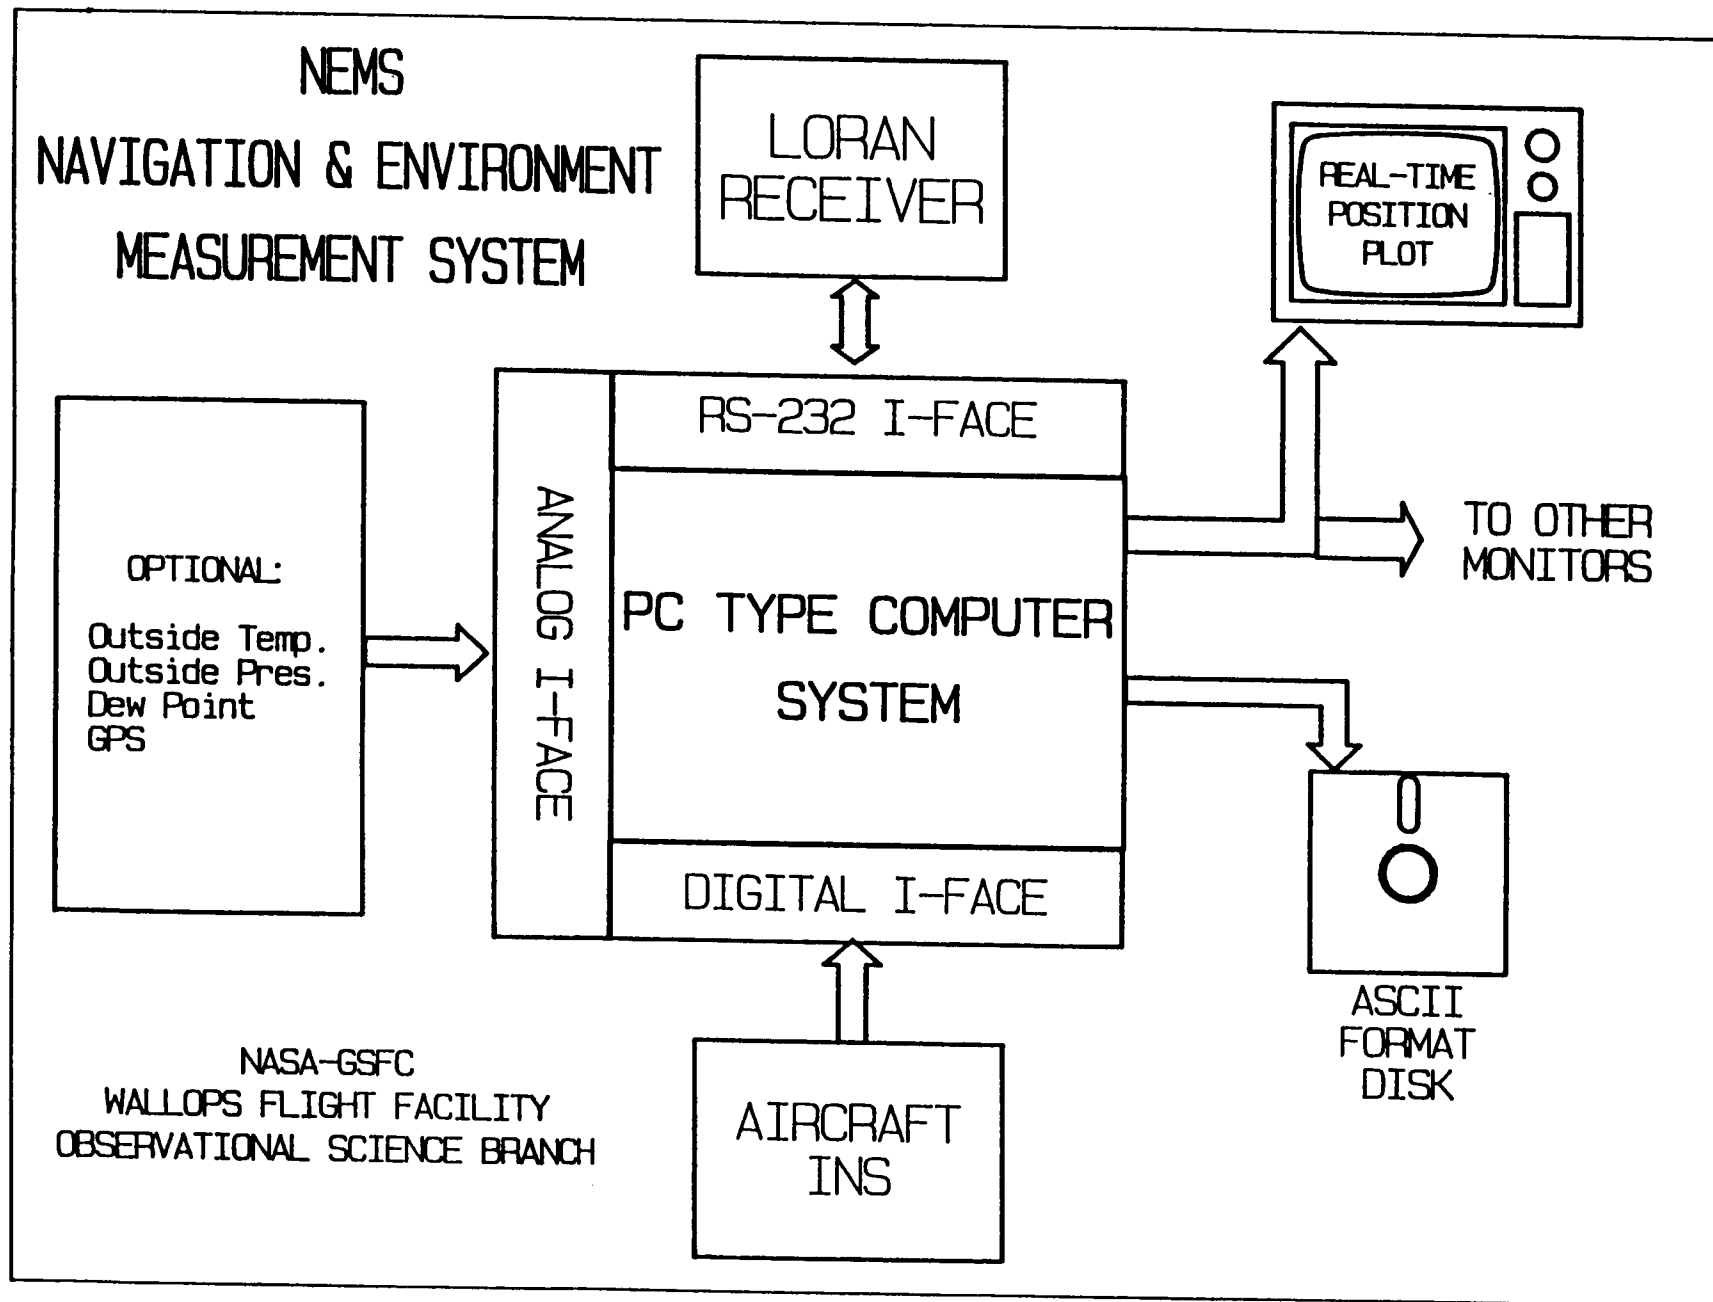 NEMS
NAVIGATION & ENVIRONMENT
MEASUREMENT SYSTEM
LORAN
RECEIVER
REAL-TIME
POSITION
PLOT
RS-232 I-FACE
ANALOG I-FACE
OPTIONAL:
Outside Temp.
Outside Pres.
Dew Point
GPS
PC TYPE COMPUTER
SYSTEM
TO OTHER
MONITORS
DIGITAL I-FACE
ASCII
FORMAT
DISK
AIRCRAFT
INS
NASA-GSFC
WALLOPS FLIGHT FACILITY
OBSERVATIONAL SCIENCE BRANCH